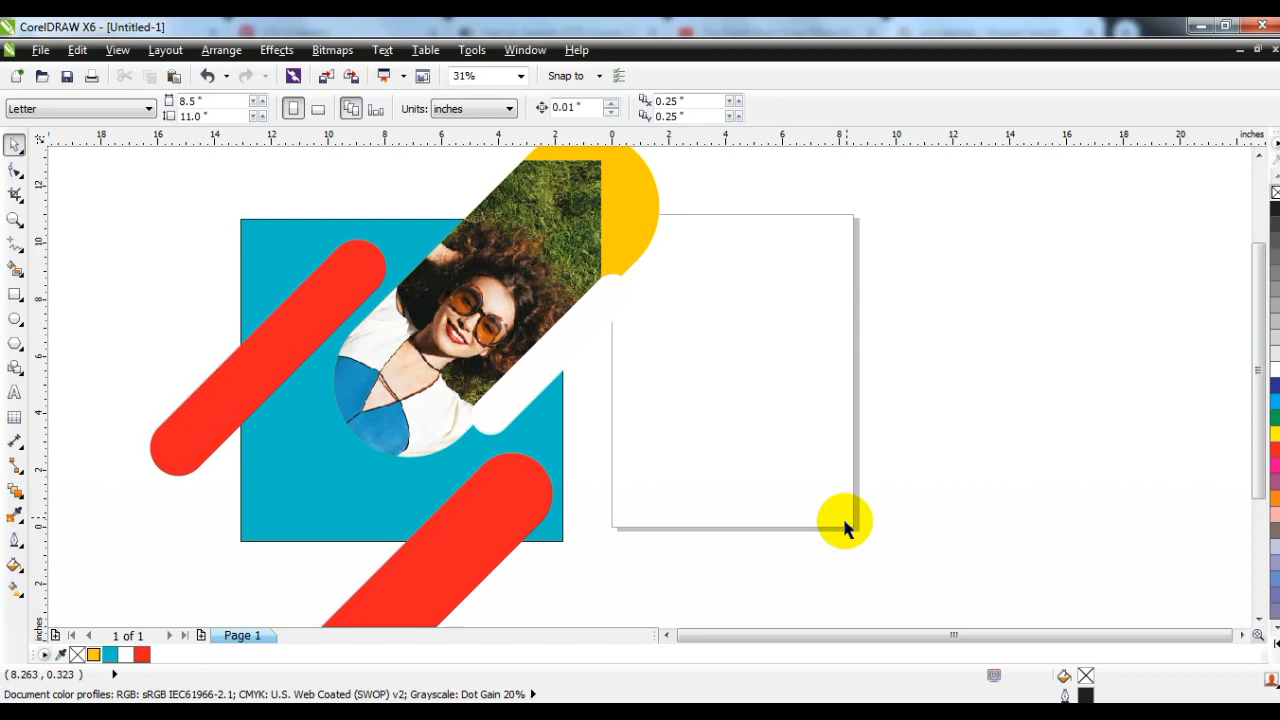 CorelDRAW X6 - [Untitled-1]
File Edit View Layout Arrange Effects Bitmaps Text Table Tools Window Help
31% Snap to
Letter 8.5 " 11.0 " Units: inches 0.01 " 0.25 " 0.25 "
18 16 14 12 10 8 6 4 2 0 2 4 6 8 10 12 14 16 18 20 inches
12
10
8
6
4
2
0
2
inches
1 of 1 Page 1
( 8.263 , 0.323 )
Document color profiles: RGB: sRGB IEC61966-2.1; CMYK: U.S. Web Coated (SWOP) v2; Grayscale: Dot Gain 20%